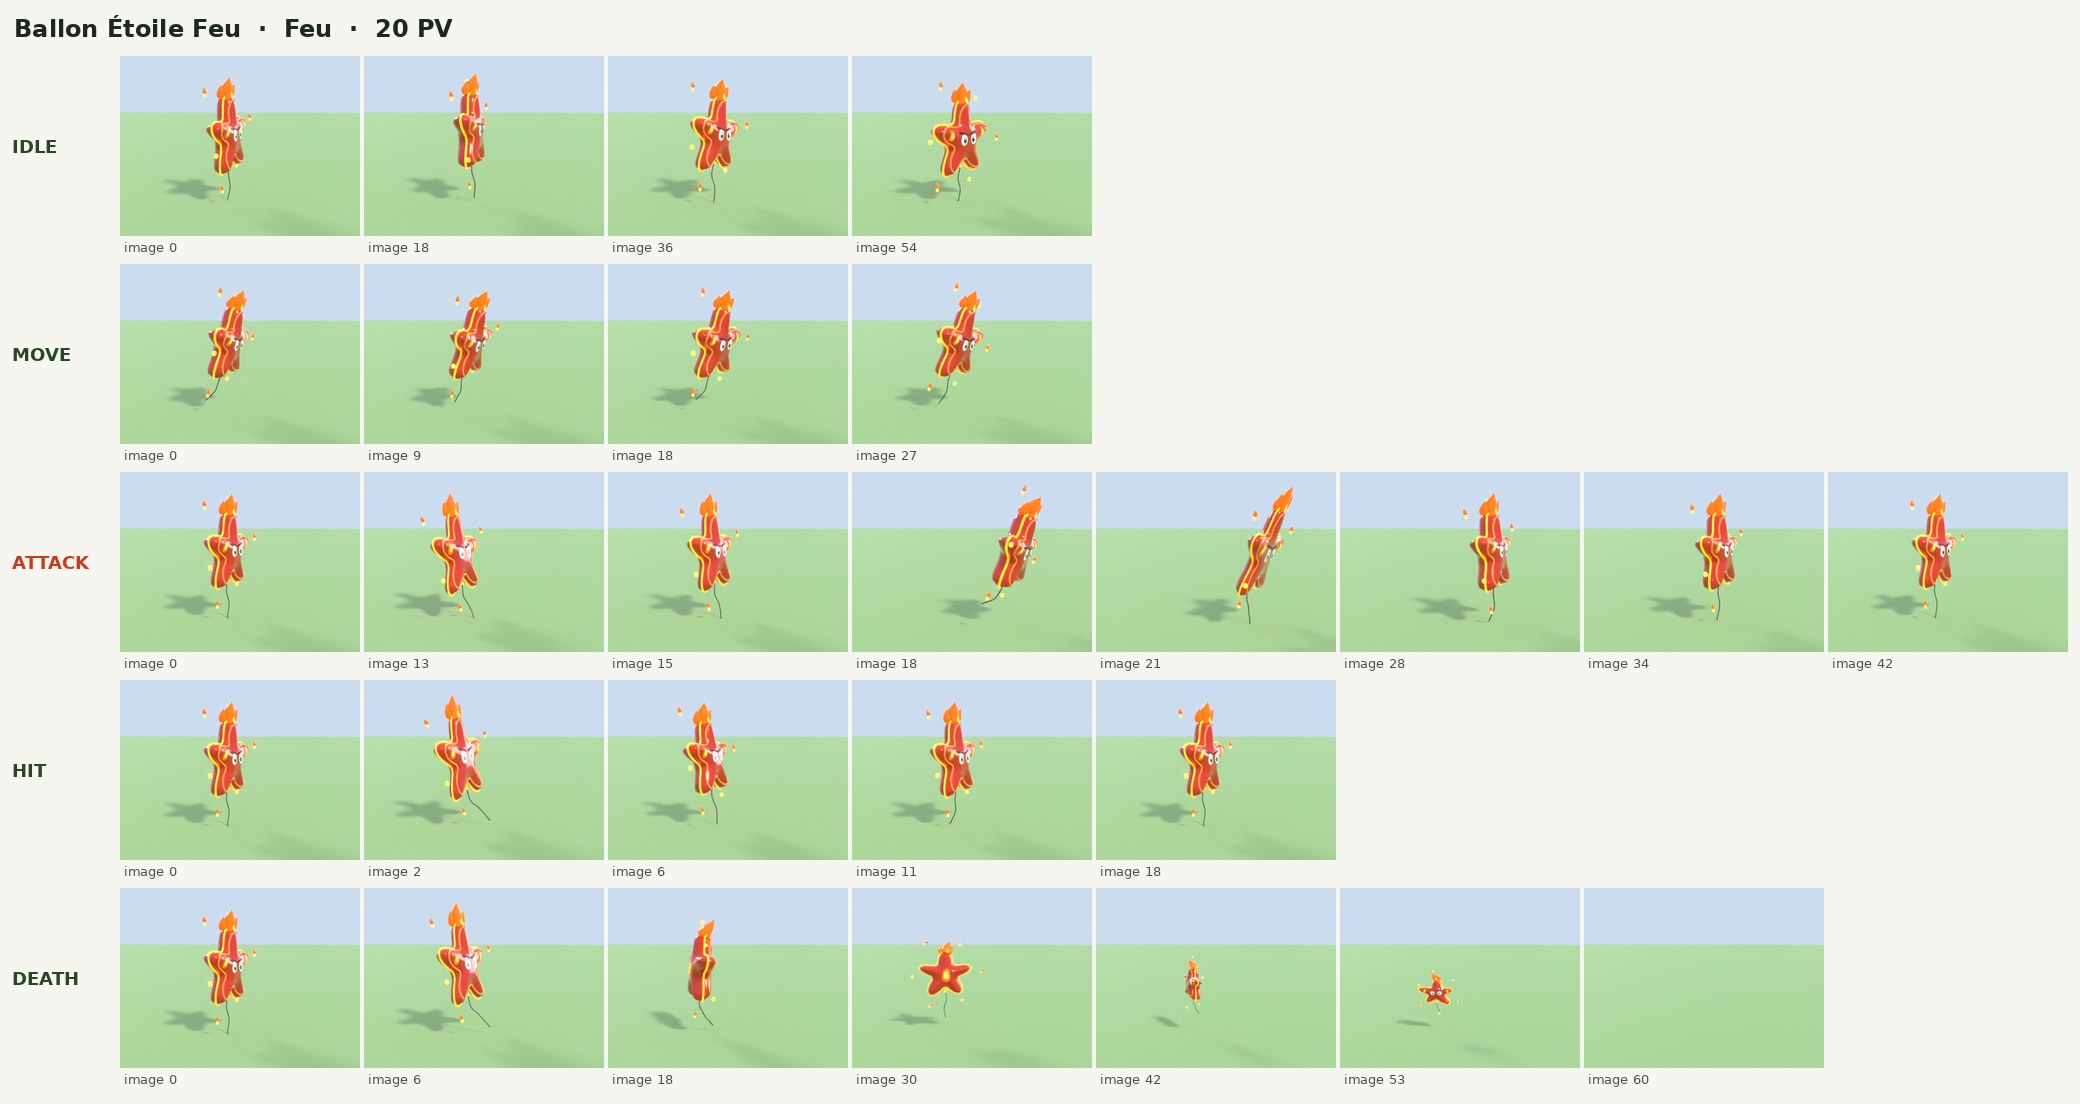 Ballon Étoile Feu · Feu · 20 PV
IDLE
image 0 image 18 image 36 image 54
MOVE
image 0 image 9 image 18 image 27
ATTACK
image 0 image 13 image 15 image 18 image 21 image 28 image 34 image 42
HIT
image 0 image 2 image 6 image 11 image 18
DEATH
image 0 image 6 image 18 image 30 image 42 image 53 image 60